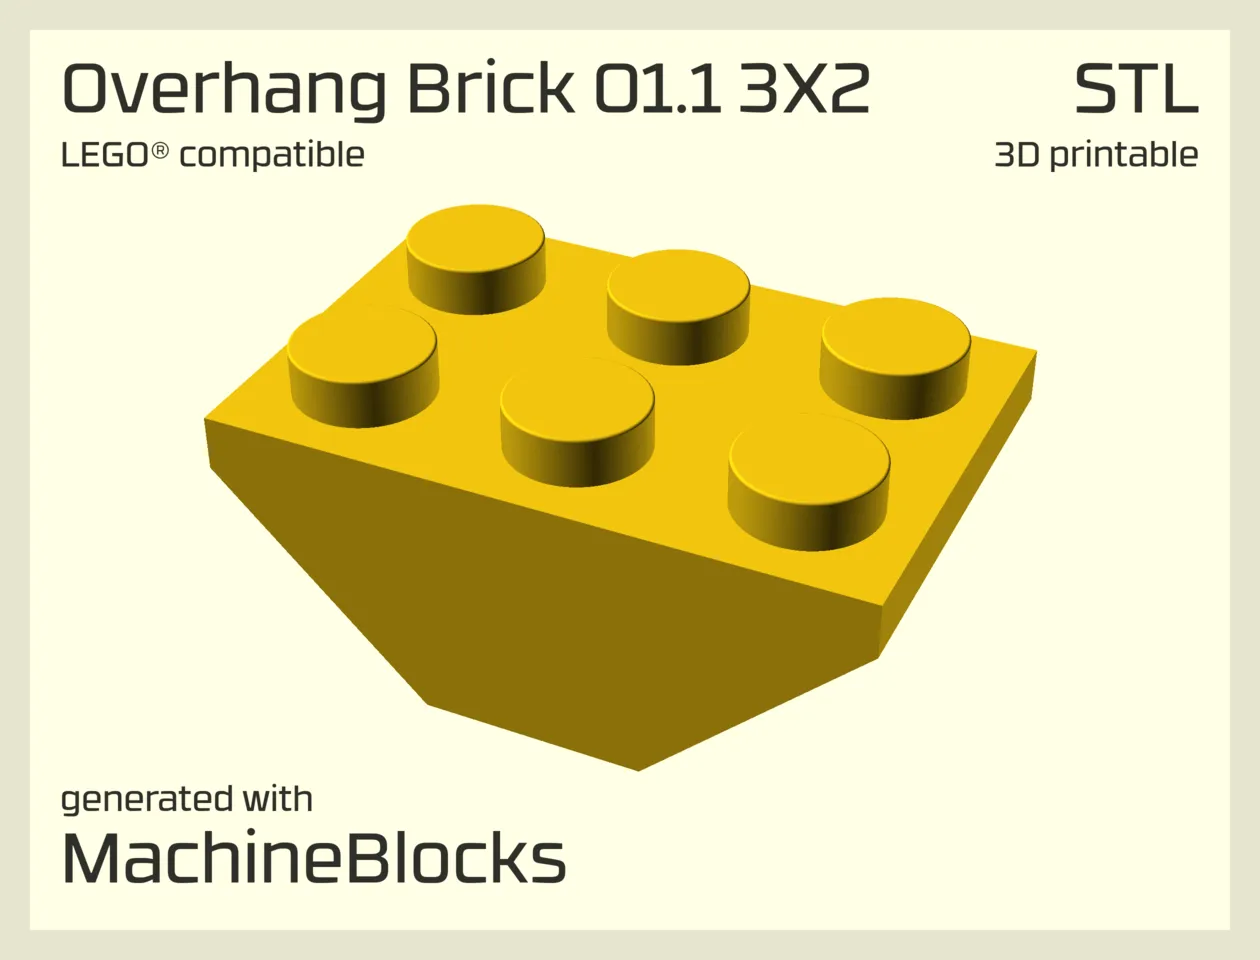 Overhang Brick 01.1 3X2
STL
LEGO® compatible
3D printable
generated with
MachineBlocks